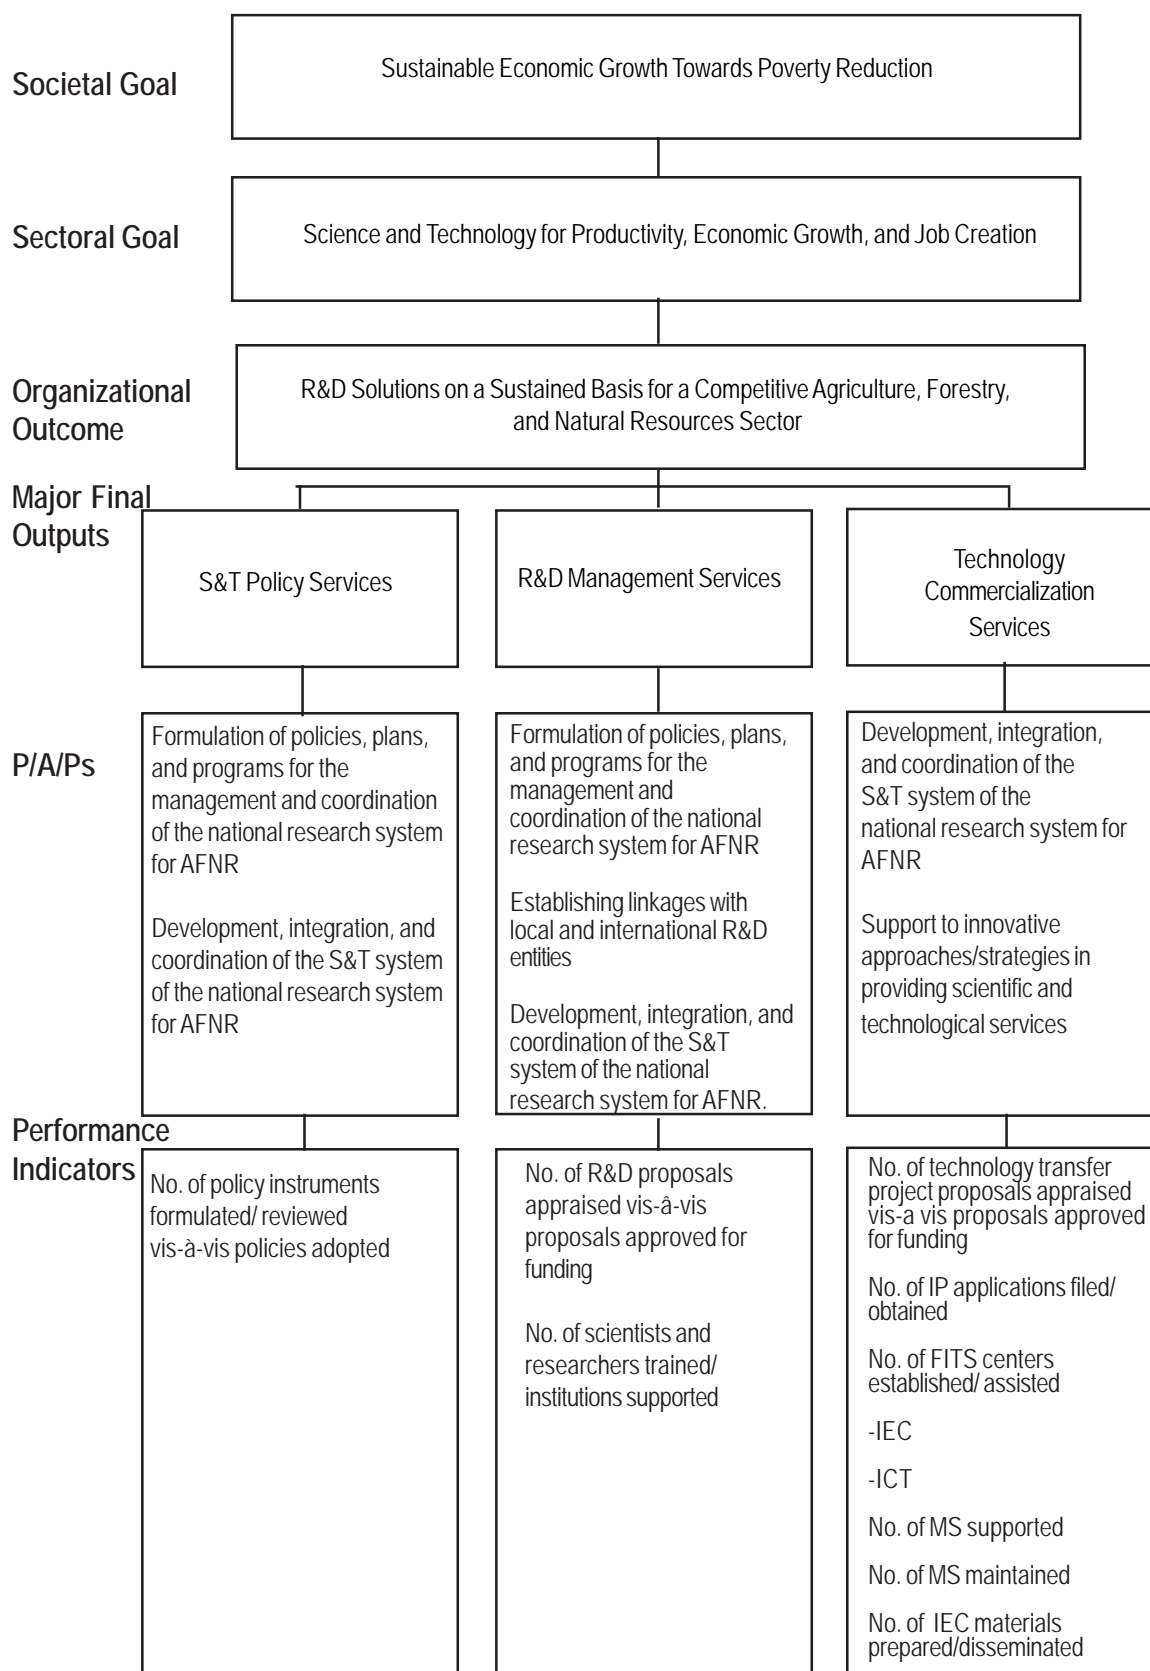 Societal Goal
Sustainable Economic Growth Towards Poverty Reduction
Sectoral Goal
Science and Technology for Productivity, Economic Growth, and Job Creation
Organizational
Outcome
R&D Solutions on a Sustained Basis for a Competitive Agriculture, Forestry,
and Natural Resources Sector
Major Final
Outputs
S&T Policy Services
R&D Management Services
Technology
Commercialization
Services
P/A/Ps
Formulation of policies, plans,
and programs for the
management and coordination
of the national research system
for AFNR
Development, integration, and
coordination of the S&T system
of the national research system
for AFNR
Formulation of policies, plans,
and programs for the
management and
coordination of the national
research system for AFNR
Establishing linkages with
local and international R&D
entities
Development, integration, and
coordination of the S&T
system of the national
research system for AFNR.
Development, integration,
and coordination of the
S&T system of the
national research system for
AFNR
Support to innovative
approaches/strategies in
providing scientific and
technological services
Performance
Indicators
No. of policy instruments
formulated/ reviewed
vis-à-vis policies adopted
No. of R&D proposals
appraised vis-â-vis
proposals approved for
funding
No. of scientists and
researchers trained/
institutions supported
No. of technology transfer
project proposals appraised
vis-a vis proposals approved
for funding
No. of IP applications filed/
obtained
No. of FITS centers
established/ assisted
-IEC
-ICT
No. of MS supported
No. of MS maintained
No. of IEC materials
prepared/disseminated